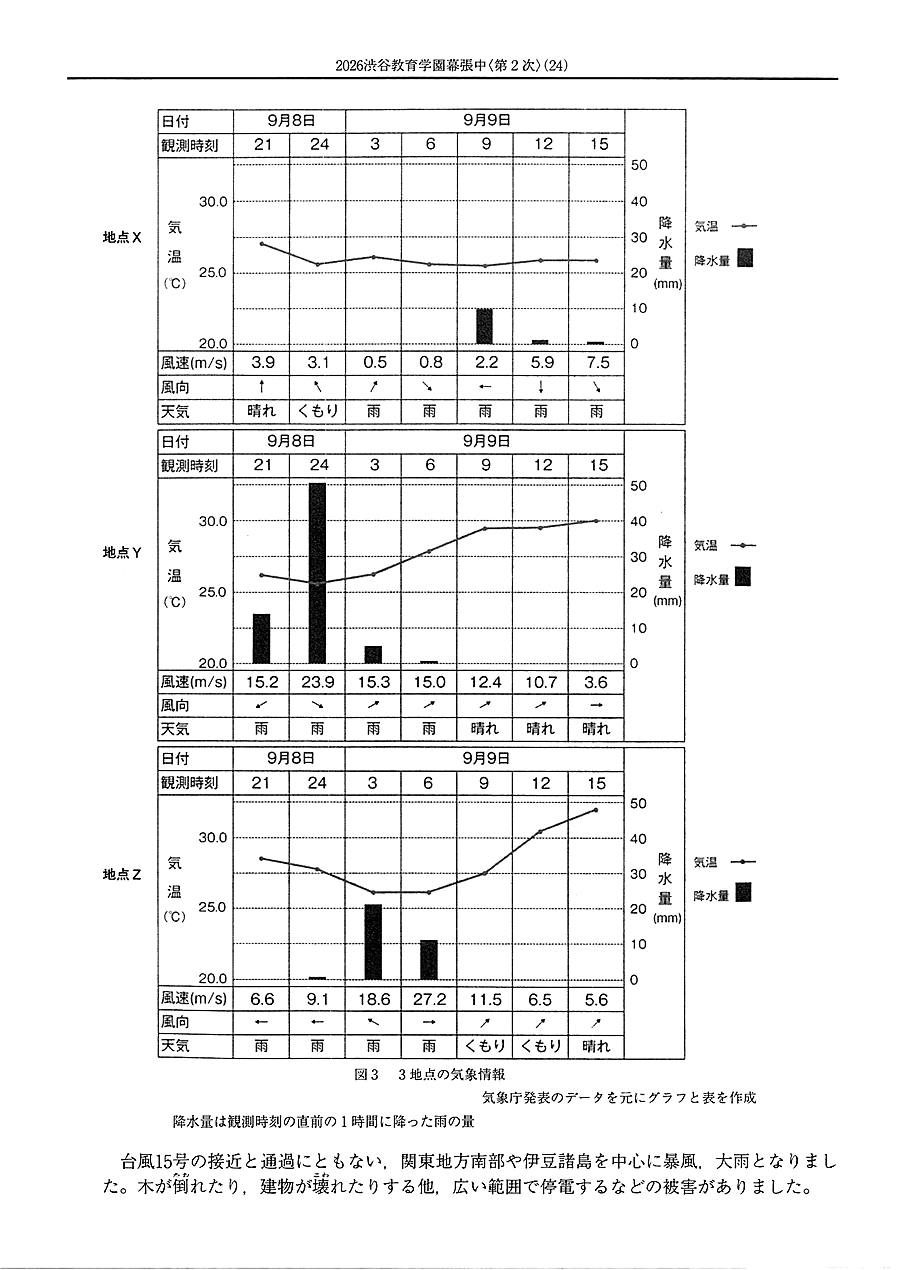 2026渋谷教育学園幕張中〈第2次〉(24)
地点X
日付 9月8日 9月9日
観測時刻 21 24 3 6 9 12 15
気温(℃) 30.0 25.0 20.0
降水量(mm) 50 40 30 20 10 0
風速(m/s) 3.9 3.1 0.5 0.8 2.2 5.9 7.5
風向 ↑ ↖ ↗ ↘ ← ↓ ↘
天気 晴れ くもり 雨 雨 雨 雨 雨
気温
降水量
地点Y
日付 9月8日 9月9日
観測時刻 21 24 3 6 9 12 15
気温(℃) 30.0 25.0 20.0
降水量(mm) 50 40 30 20 10 0
風速(m/s) 15.2 23.9 15.3 15.0 12.4 10.7 3.6
風向 ↙ ↘ ↗ ↗ ↗ ↗ →
天気 雨 雨 雨 雨 晴れ 晴れ 晴れ
気温
降水量
地点Z
日付 9月8日 9月9日
観測時刻 21 24 3 6 9 12 15
気温(℃) 30.0 25.0 20.0
降水量(mm) 50 40 30 20 10 0
風速(m/s) 6.6 9.1 18.6 27.2 11.5 6.5 5.6
風向 ← ← ↖ → ↗ ↗ ↗
天気 雨 雨 雨 雨 くもり くもり 晴れ
気温
降水量
図3 3地点の気象情報
気象庁発表のデータを元にグラフと表を作成
降水量は観測時刻の直前の1時間に降った雨の量
台風15号の接近と通過にともない，関東地方南部や伊豆諸島を中心に暴風，大雨となりまし
た。木が倒れたり，建物が壊れたりする他，広い範囲で停電するなどの被害がありました。